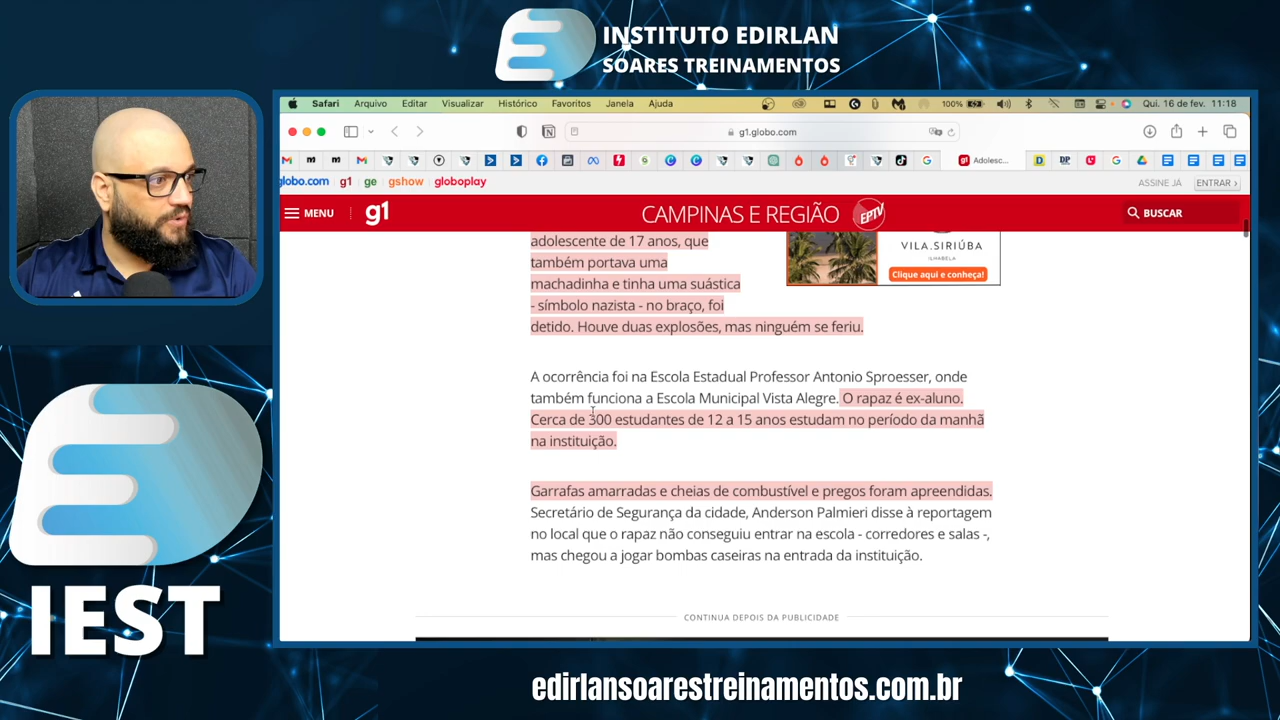 INSTITUTO EDIRLAN
SOARES TREINAMENTOS
Safari Arquivo Editar Visualizar Histórico Favoritos Janela Ajuda 100% Qui. 16 de fev. 11:18
g1.globo.com
Adolesc...
globo.com g1 ge gshow globoplay ASSINE JÁ ENTRAR ›
MENU g1 CAMPINAS E REGIÃO EPTV BUSCAR
adolescente de 17 anos, que
também portava uma
machadinha e tinha uma suástica
- símbolo nazista - no braço, foi
detido. Houve duas explosões, mas ninguém se feriu.
VILA.SIRIÚBA
ILHABELA
Clique aqui e conheça!
A ocorrência foi na Escola Estadual Professor Antonio Sproesser, onde
também funciona a Escola Municipal Vista Alegre. O rapaz é ex-aluno.
Cerca de 300 estudantes de 12 a 15 anos estudam no período da manhã
na instituição.
Garrafas amarradas e cheias de combustível e pregos foram apreendidas.
Secretário de Segurança da cidade, Anderson Palmieri disse à reportagem
no local que o rapaz não conseguiu entrar na escola - corredores e salas -,
mas chegou a jogar bombas caseiras na entrada da instituição.
CONTINUA DEPOIS DA PUBLICIDADE
IEST
edirlansoarestreinamentos.com.br